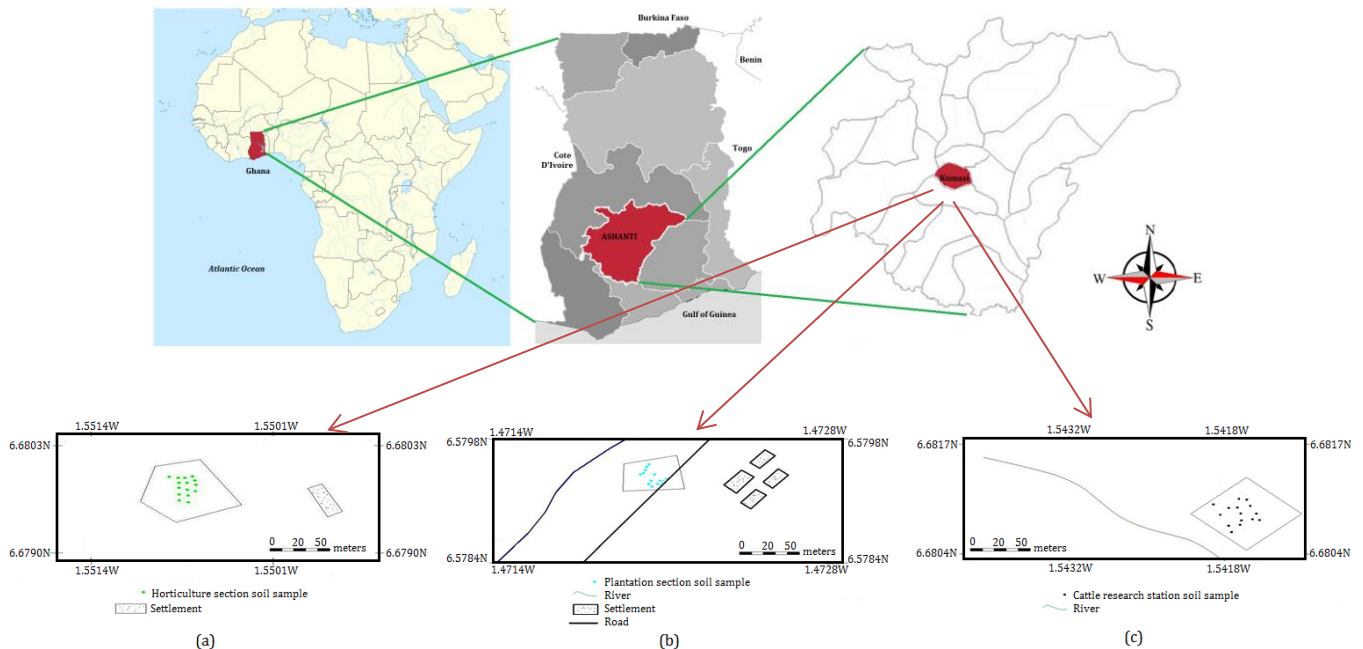 Burkina Faso
Benin
Togo
Cote
D'Ivoire
Ghana
Kumasi
ASHANTI
Atlantic Ocean
Gulf of Guinea
N
W
E
S
1.5514W
1.5501W
6.6803N
6.6803N
0 20 50
meters
6.6790N
6.6790N
1.5514W
1.5501W
Horticulture section soil sample
Settlement
(a)
1.4714W
1.4728W
6.5798N
6.5798N
0 20 50
meters
6.5784N
6.5784N
1.4714W
1.4728W
Plantation section soil sample
River
Settlement
Road
(b)
1.5432W
1.5418W
6.6817N
6.6817N
0 20 50
meters
6.6804N
6.6804N
1.5432W
1.5418W
Cattle research station soil sample
River
(c)